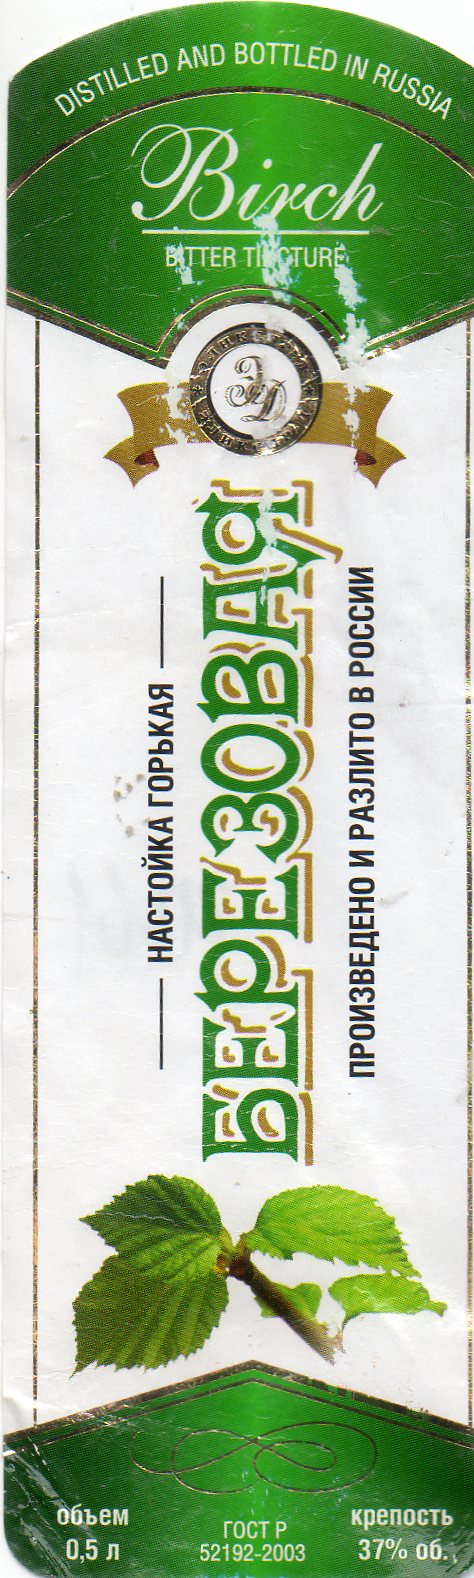 DISTILLED AND BOTTLED IN RUSSIA
Birch
BITTER TINCTURE
НАСТОЙКА ГОРЬКАЯ
БЕРЕЗОВАЯ
ПРОИЗВЕДЕНО И РАЗЛИТО В РОССИИ
объем
0,5 л
ГОСТ Р
52192-2003
крепость
37% об.